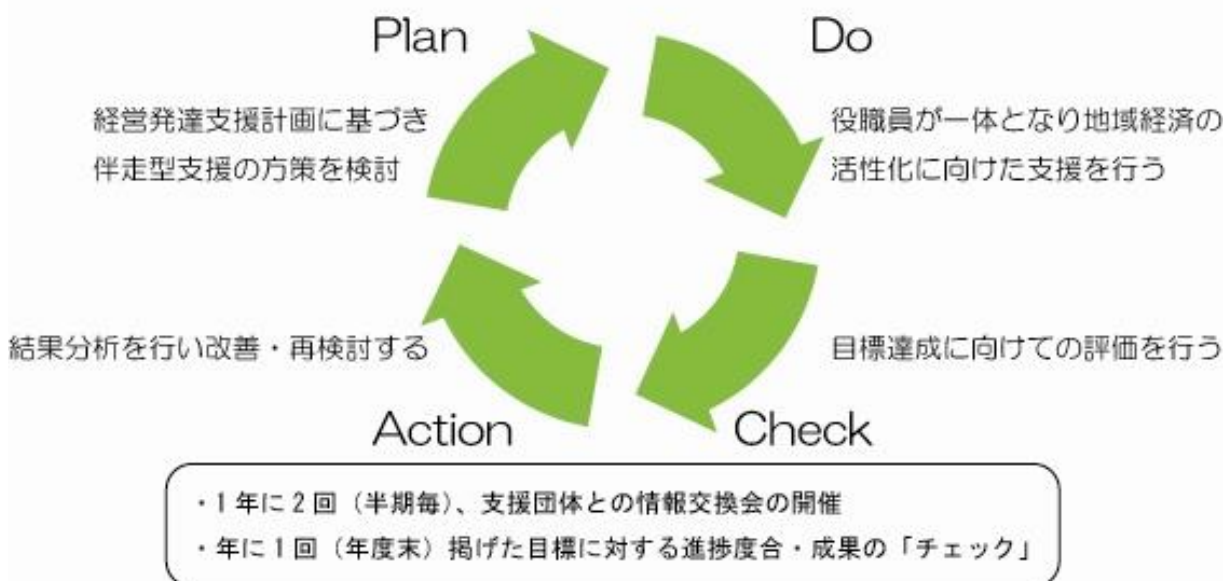 Plan
経営発達支援計画に基づき
伴走型支援の方策を検討
Do
役職員が一体となり地域経済の
活性化に向けた支援を行う
結果分析を行い改善・再検討する
Action
目標達成に向けての評価を行う
Check
・1年に2回（半期毎）、支援団体との情報交換会の開催
・年に1回（年度末）掲げた目標に対する進捗度合・成果の「チェック」